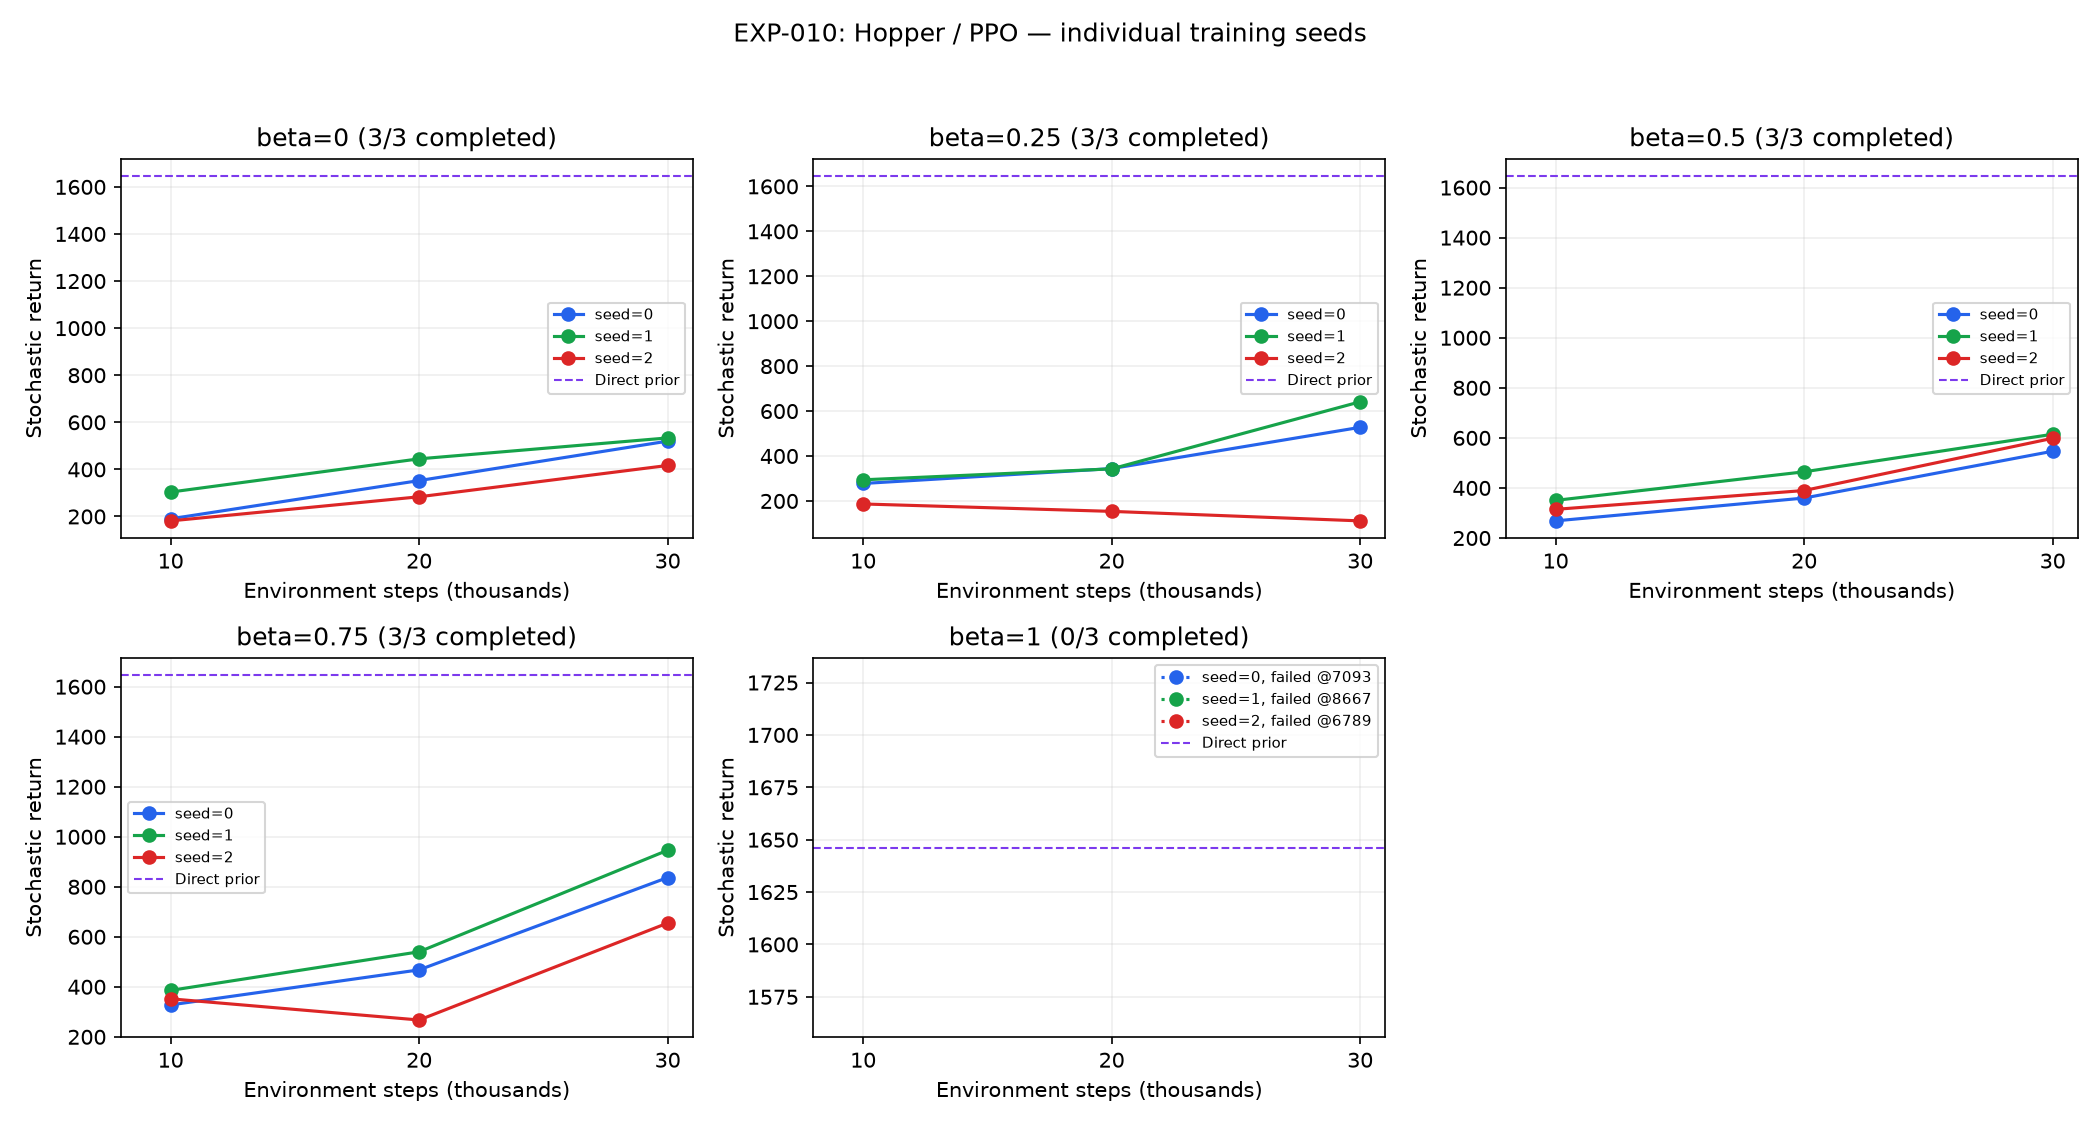 EXP-010: Hopper / PPO — individual training seeds
beta=0 (3/3 completed)
Stochastic return
1600
1400
1200
1000
800
600
400
200
seed=0
seed=1
seed=2
Direct prior
10
20
30
Environment steps (thousands)
beta=0.25 (3/3 completed)
Stochastic return
1600
1400
1200
1000
800
600
400
200
seed=0
seed=1
seed=2
Direct prior
10
20
30
Environment steps (thousands)
beta=0.5 (3/3 completed)
Stochastic return
1600
1400
1200
1000
800
600
400
200
seed=0
seed=1
seed=2
Direct prior
10
20
30
Environment steps (thousands)
beta=0.75 (3/3 completed)
Stochastic return
1600
1400
1200
1000
800
600
400
200
seed=0
seed=1
seed=2
Direct prior
10
20
30
Environment steps (thousands)
beta=1 (0/3 completed)
Stochastic return
1725
1700
1675
1650
1625
1600
1575
seed=0, failed @7093
seed=1, failed @8667
seed=2, failed @6789
Direct prior
10
20
30
Environment steps (thousands)